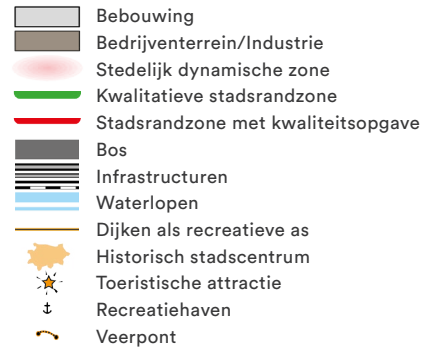 Bebouwing
Bedrijventerrein/Industrie
Stedelijk dynamische zone
Kwalitatieve stadsrandzone
Stadsrandzone met kwaliteitsopgave
Bos
Infrastructuren
Waterlopen
Dijken als recreatieve as
Historisch stadscentrum
Toeristische attractie
Recreatiehaven
Veerpont